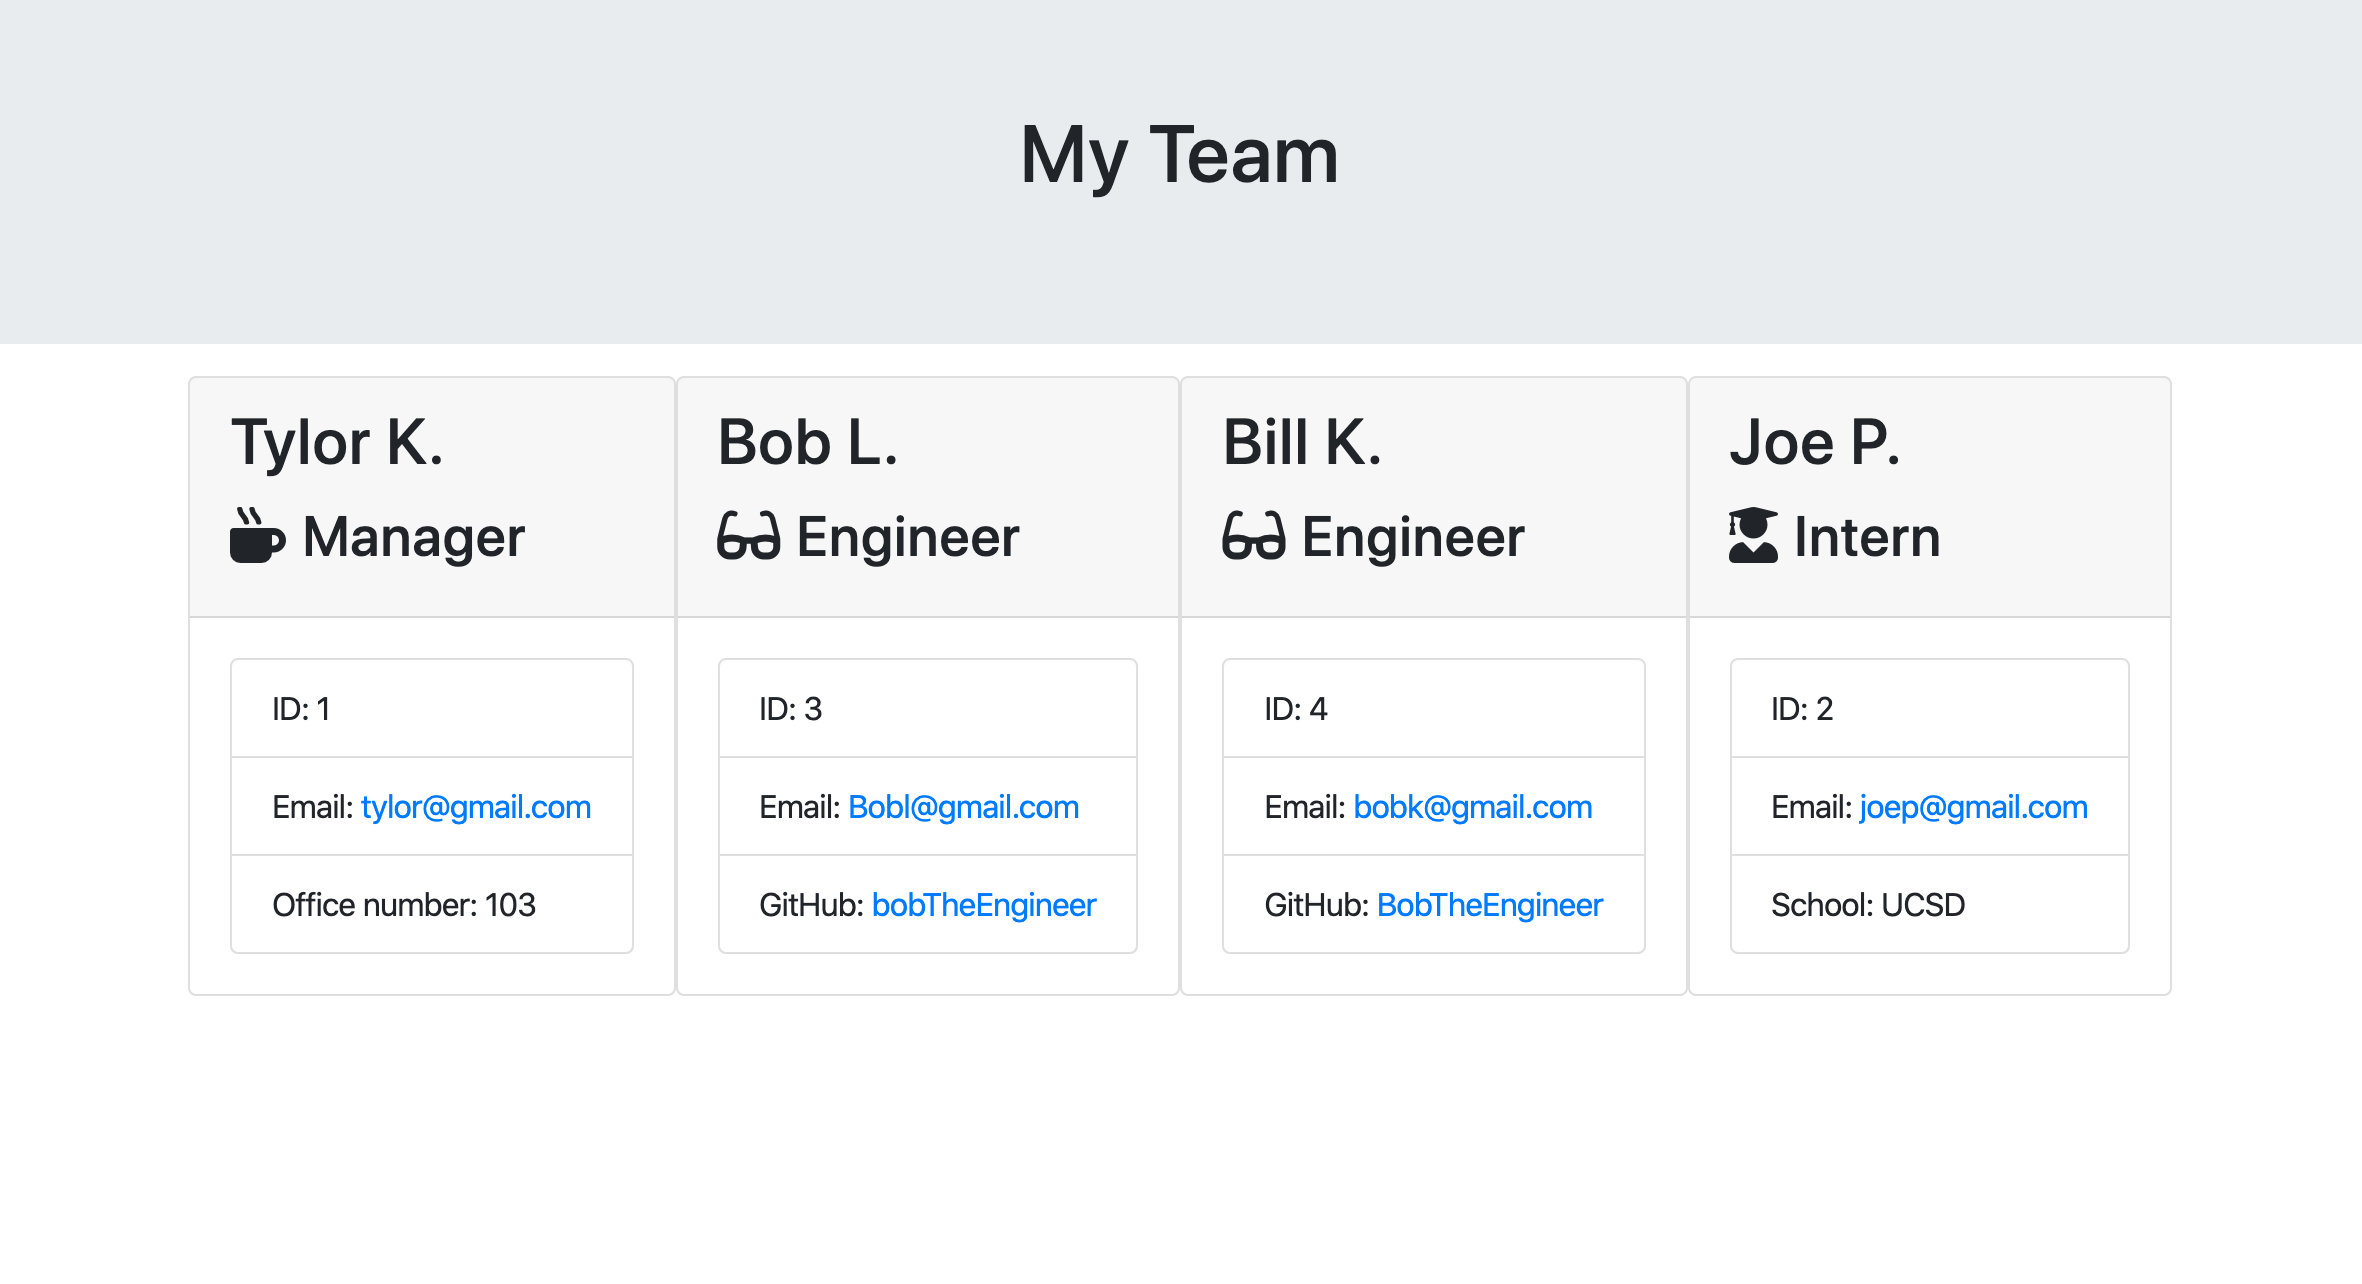 My Team
Tylor K.
Manager
ID: 1
Email: tylor@gmail.com
Office number: 103
Bob L.
Engineer
ID: 3
Email: Bobl@gmail.com
GitHub: bobTheEngineer
Bill K.
Engineer
ID: 4
Email: bobk@gmail.com
GitHub: BobTheEngineer
Joe P.
Intern
ID: 2
Email: joep@gmail.com
School: UCSD